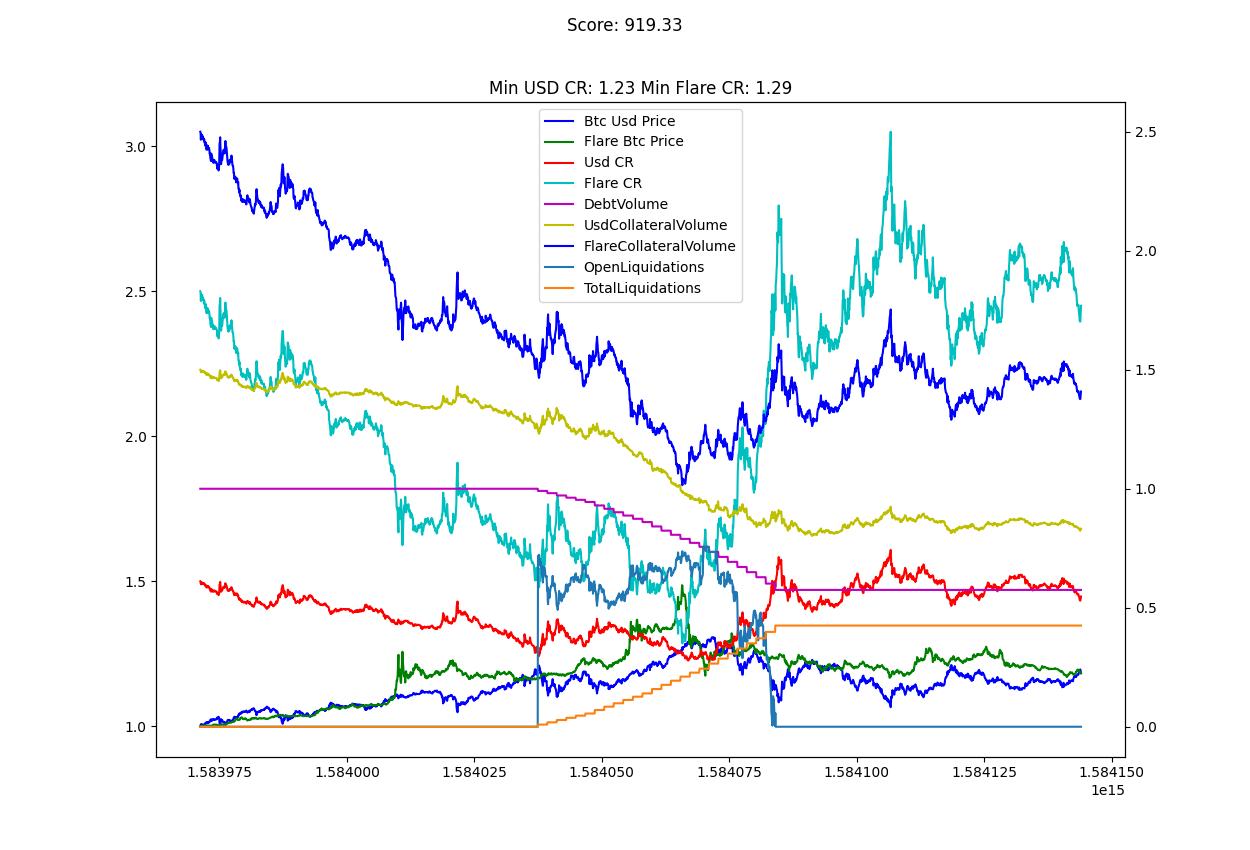 Score: 919.33
Min USD CR: 1.23 Min Flare CR: 1.29
Btc Usd Price
Flare Btc Price
Usd CR
Flare CR
DebtVolume
UsdCollateralVolume
FlareCollateralVolume
OpenLiquidations
TotalLiquidations
3.0
2.5
2.0
1.5
1.0
2.5
2.0
1.5
1.0
0.5
0.0
1.583975
1.584000
1.584025
1.584050
1.584075
1.584100
1.584125
1.584150
1e15